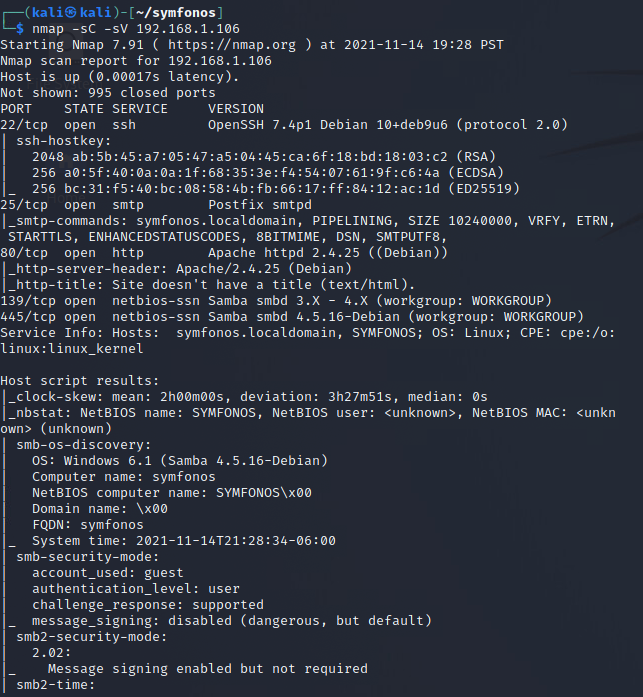 ┌──(kali㉿kali)-[~/symfonos]
└─$ nmap -sC -sV 192.168.1.106
Starting Nmap 7.91 ( https://nmap.org ) at 2021-11-14 19:28 PST
Nmap scan report for 192.168.1.106
Host is up (0.00017s latency).
Not shown: 995 closed ports
PORT    STATE SERVICE     VERSION
22/tcp  open  ssh         OpenSSH 7.4p1 Debian 10+deb9u6 (protocol 2.0)
| ssh-hostkey:
|   2048 ab:5b:45:a7:05:47:a5:04:45:ca:6f:18:bd:18:03:c2 (RSA)
|   256 a0:5f:40:0a:0a:1f:68:35:3e:f4:54:07:61:9f:c6:4a (ECDSA)
|_  256 bc:31:f5:40:bc:08:58:4b:fb:66:17:ff:84:12:ac:1d (ED25519)
25/tcp  open  smtp        Postfix smtpd
|_smtp-commands: symfonos.localdomain, PIPELINING, SIZE 10240000, VRFY, ETRN,
 STARTTLS, ENHANCEDSTATUSCODES, 8BITMIME, DSN, SMTPUTF8,
80/tcp  open  http        Apache httpd 2.4.25 ((Debian))
|_http-server-header: Apache/2.4.25 (Debian)
|_http-title: Site doesn't have a title (text/html).
139/tcp open  netbios-ssn Samba smbd 3.X - 4.X (workgroup: WORKGROUP)
445/tcp open  netbios-ssn Samba smbd 4.5.16-Debian (workgroup: WORKGROUP)
Service Info: Hosts:  symfonos.localdomain, SYMFONOS; OS: Linux; CPE: cpe:/o:
linux:linux_kernel
Host script results:
|_clock-skew: mean: 2h00m00s, deviation: 3h27m51s, median: 0s
|_nbstat: NetBIOS name: SYMFONOS, NetBIOS user: <unknown>, NetBIOS MAC: <unkn
own> (unknown)
| smb-os-discovery:
|   OS: Windows 6.1 (Samba 4.5.16-Debian)
|   Computer name: symfonos
|   NetBIOS computer name: SYMFONOS\x00
|   Domain name: \x00
|   FQDN: symfonos
|_  System time: 2021-11-14T21:28:34-06:00
| smb-security-mode:
|   account_used: guest
|   authentication_level: user
|   challenge_response: supported
|_  message_signing: disabled (dangerous, but default)
| smb2-security-mode:
|   2.02:
|_    Message signing enabled but not required
| smb2-time: